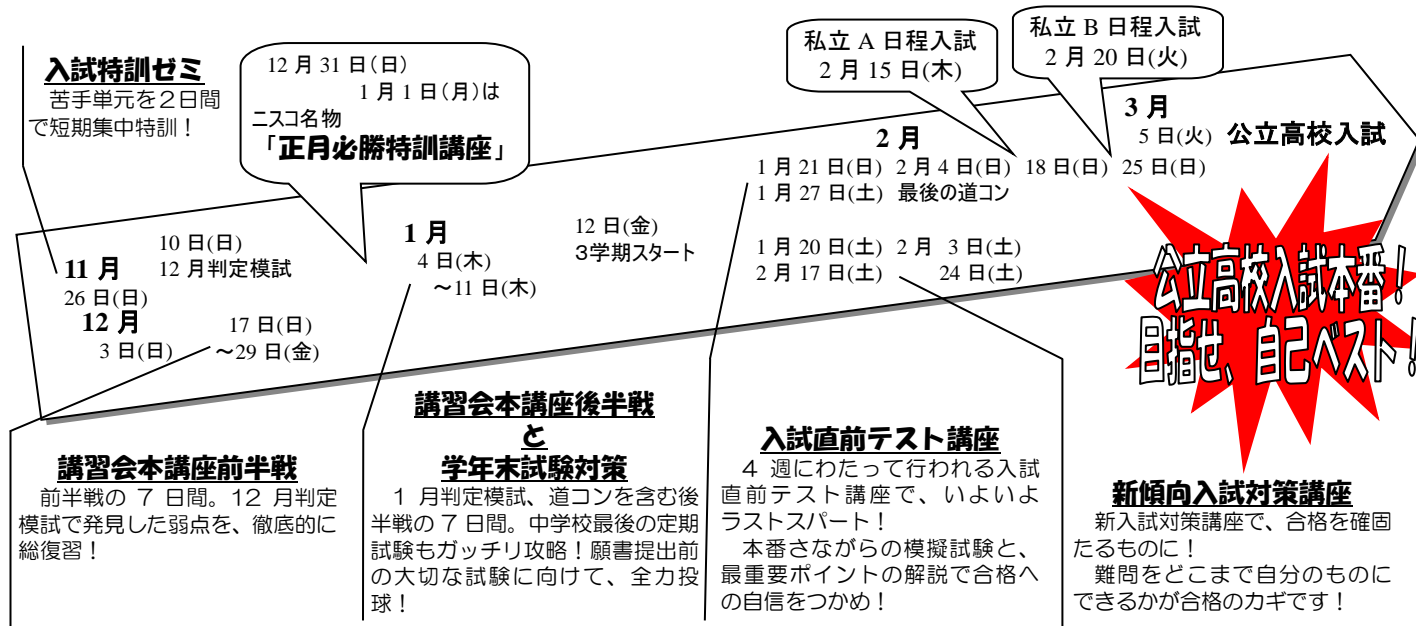 入試特訓ゼミ
苦手単元を2日間
で短期集中特訓!
12 月 31 日(日)
1 月 1 日(月)は
ニスコ名物
「正月必勝特訓講座」
私立 A 日程入試
2 月 15 日(木)
私立 B 日程入試
2 月 20 日(火)
3 月
5 日(火) 公立高校入試
2 月
1 月 21 日(日) 2 月 4 日(日) 18 日(日) 25 日(日)
1 月 27 日(土) 最後の道コン
1 月 20 日(土) 2 月 3 日(土)
2 月 17 日(土) 24 日(土)
1 月
4 日(木)
~11 日(木)
12 日(金)
3学期スタート
10 日(日)
12 月判定模試
11 月
26 日(日)
12 月
3 日(日)
17 日(日)
~29 日(金)
公立高校入試本番!
目指せ、自己ベスト!
講習会本講座前半戦
前半戦の 7 日間。12 月判定
模試で発見した弱点を、徹底的に
総復習!
講習会本講座後半戦
と
学年末試験対策
1 月判定模試、道コンを含む後
半戦の 7 日間。中学校最後の定期
試験もガッチリ攻略!願書提出前
の大切な試験に向けて、全力投
球!
入試直前テスト講座
4 週にわたって行われる入試
直前テスト講座で、いよいよ
ラストスパート!
本番さながらの模擬試験と、
最重要ポイントの解説で合格へ
の自信をつかめ!
新傾向入試対策講座
新入試対策講座で、合格を確固
たるものに!
難問をどこまで自分のものに
できるかが合格のカギです!